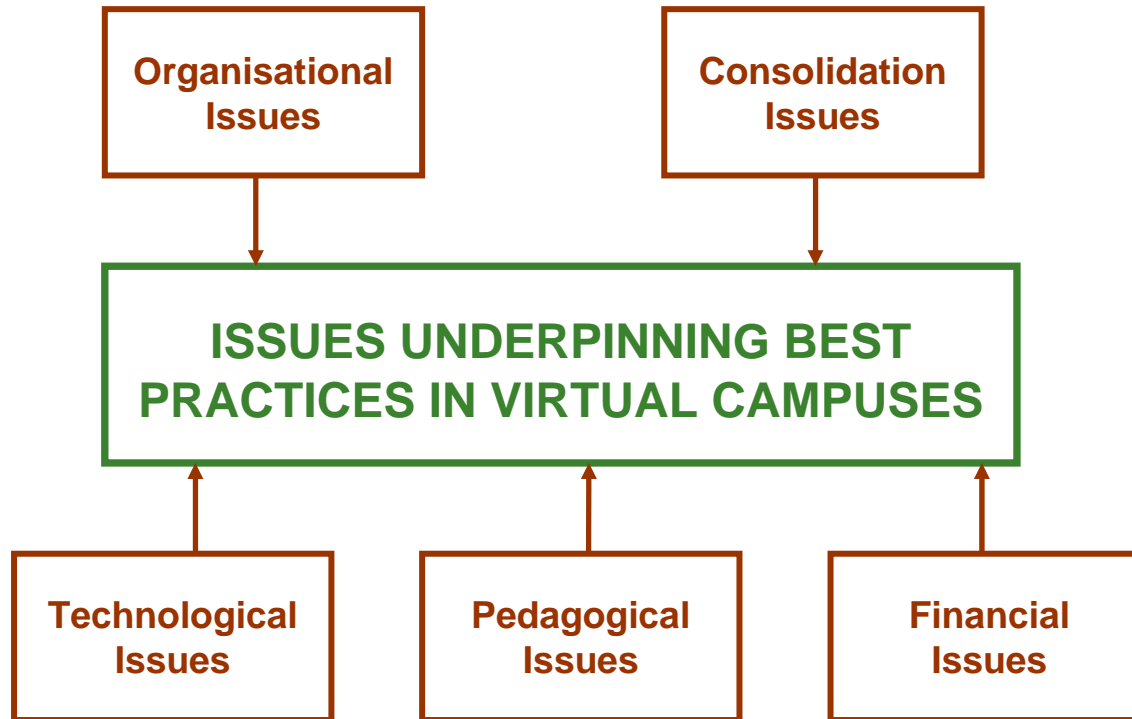 Organisational
Issues
Consolidation
Issues
ISSUES UNDERPINNING BEST
PRACTICES IN VIRTUAL CAMPUSES
Technological
Issues
Pedagogical
Issues
Financial
Issues